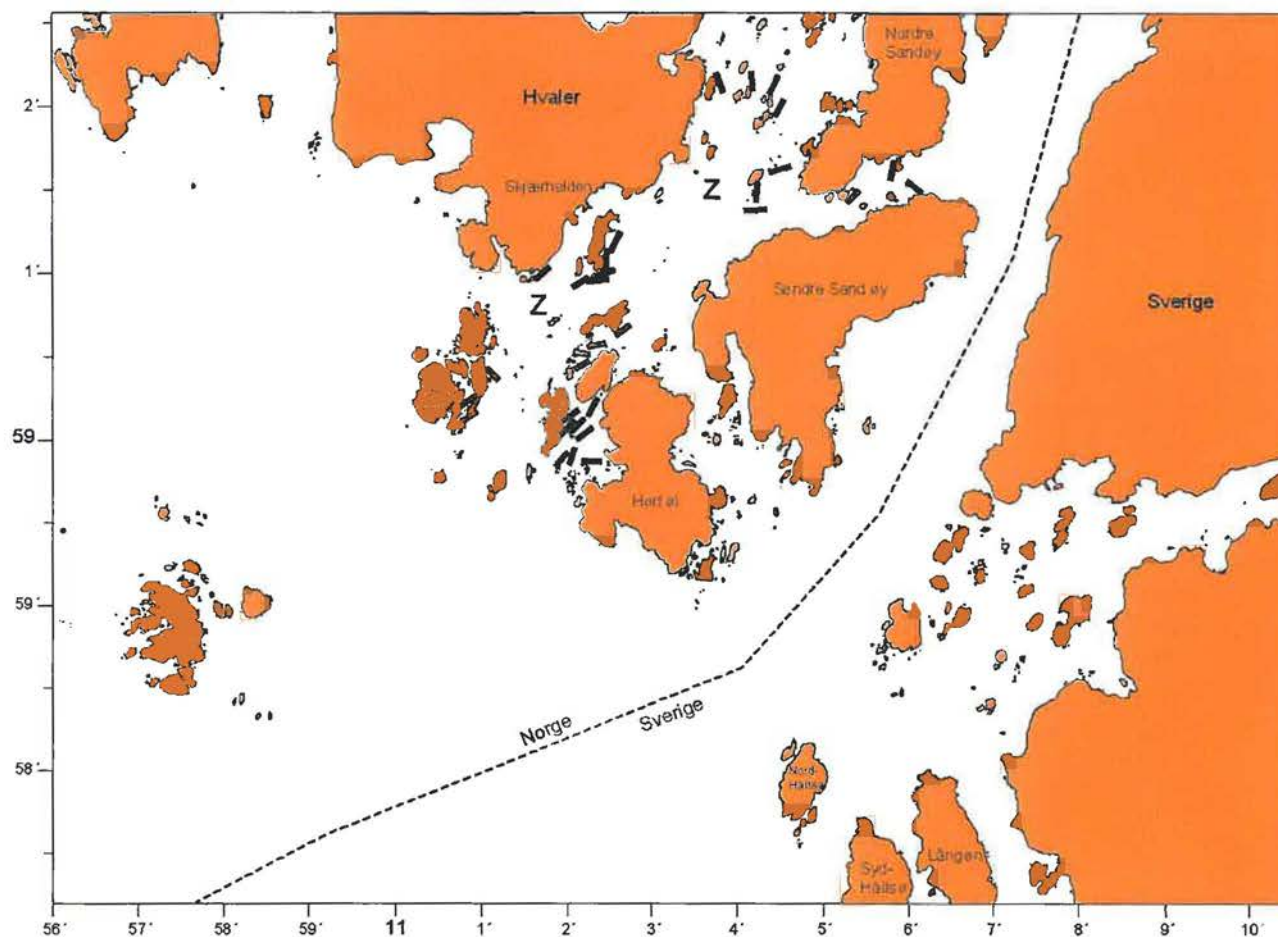 Nordre
Sandøy
Hvaler
2´
Skjærhalden
Z
1´
Søndre Sandøy
Sverige
Z
59
Herføl
59´
Norge
Sverige
58´
Nord-
Hällsö
Syd-
Hällsö
Långøne
56´ 57´ 58´ 59´ 11 1´ 2´ 3´ 4´ 5´ 6´ 7´ 8´ 9´ 10´